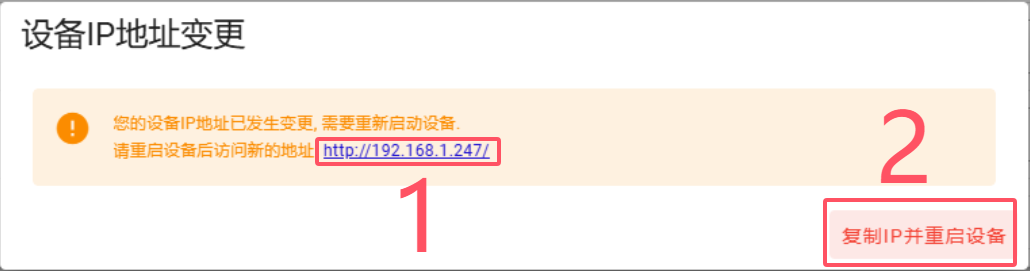 设备IP地址变更
您的设备IP地址已发生变更, 需要重新启动设备.
请重启设备后访问新的地址 http://192.168.1.247/
1
2
复制IP并重启设备